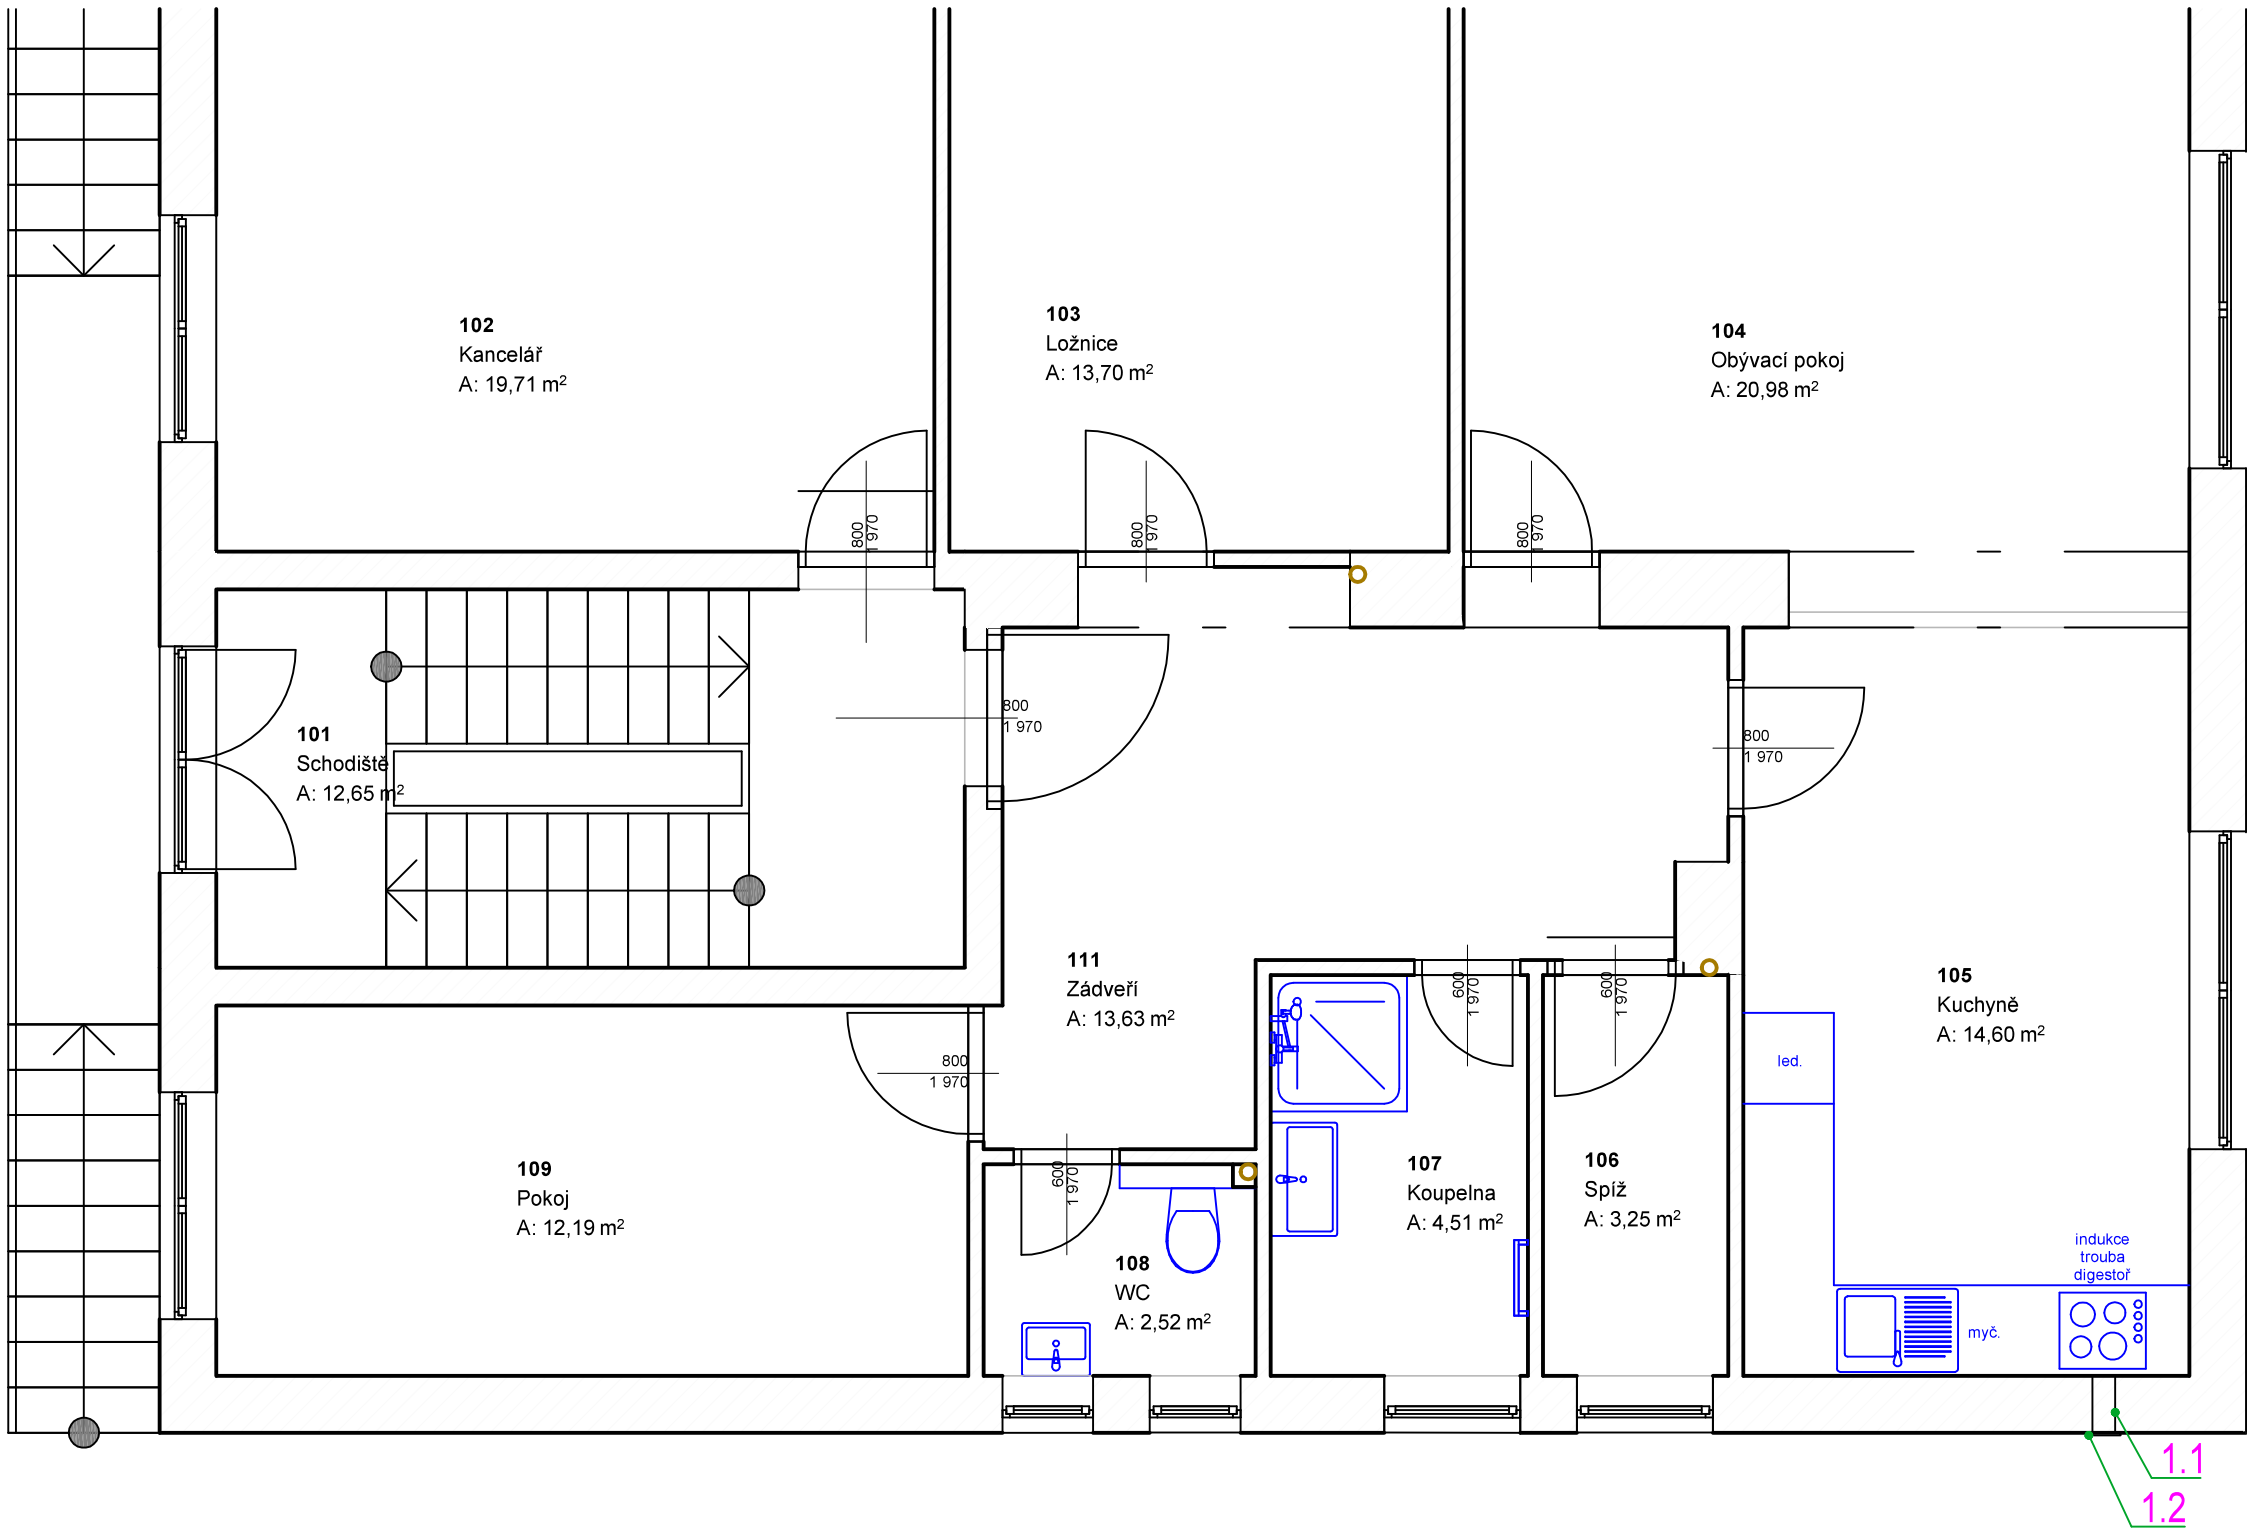 103
Ložnice
A: 13,70 m²
102
Kancelář
A: 19,71 m²
104
Obývací pokoj
A: 20,98 m²
800
1 970
800
1 970
800
1 970
800
1 970
101
Schodiště
A: 12,65 m²
800
1 970
111
Zádveří
A: 13,63 m²
600
1 970
600
1 970
105
Kuchyně
A: 14,60 m²
800
1 970
led.
109
Pokoj
A: 12,19 m²
600
1 970
107
Koupelna
A: 4,51 m²
106
Spíž
A: 3,25 m²
108
WC
A: 2,52 m²
indukce
trouba
digestoř
myč.
1.1
1.2